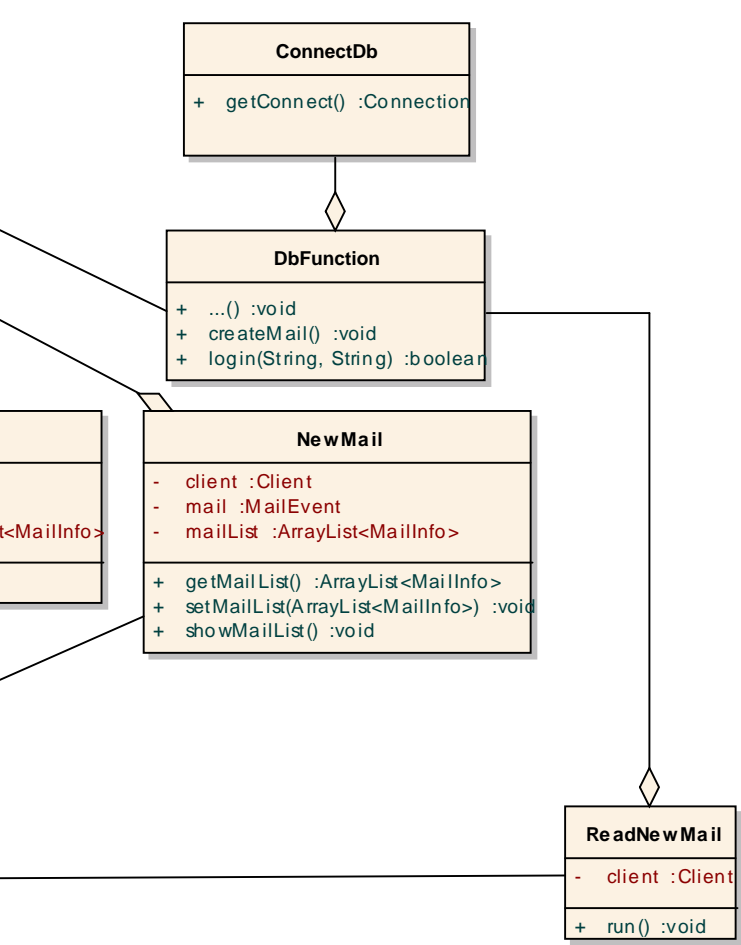 ConnectDb
+ getConnect() :Connection
DbFunction
+ ...() :void
+ createMail() :void
+ login(String, String) :boolean
NewMail
- client :Client
- mail :MailEvent
- mailList :ArrayList<MailInfo>
+ getMailList() :ArrayList<MailInfo>
+ setMailList(ArrayList<MailInfo>) :void
+ showMailList() :void
t<MailInfo>
ReadNewMail
- client :Client
+ run() :void